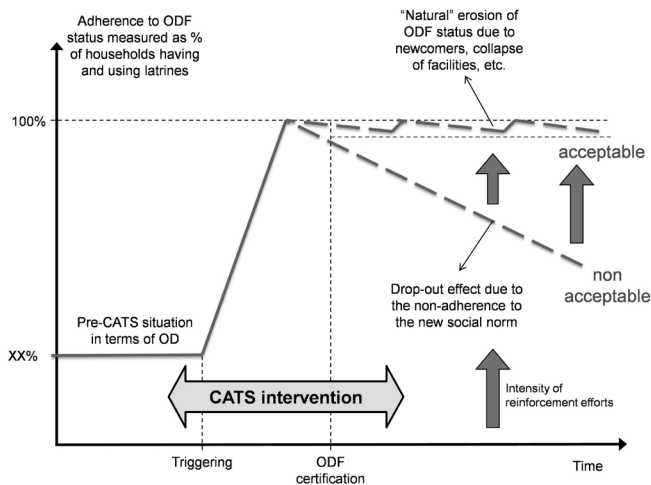 Adherence to ODF
status measured as %
of households having
and using latrines
“Natural” erosion of
ODF status due to
newcomers, collapse
of facilities, etc.
100%
acceptable
Drop-out effect due to
the non-adherence to
the new social norm
non
acceptable
Pre-CATS situation
in terms of OD
XX%
CATS intervention
Intensity of
reinforcement efforts
Triggering
ODF
certification
Time